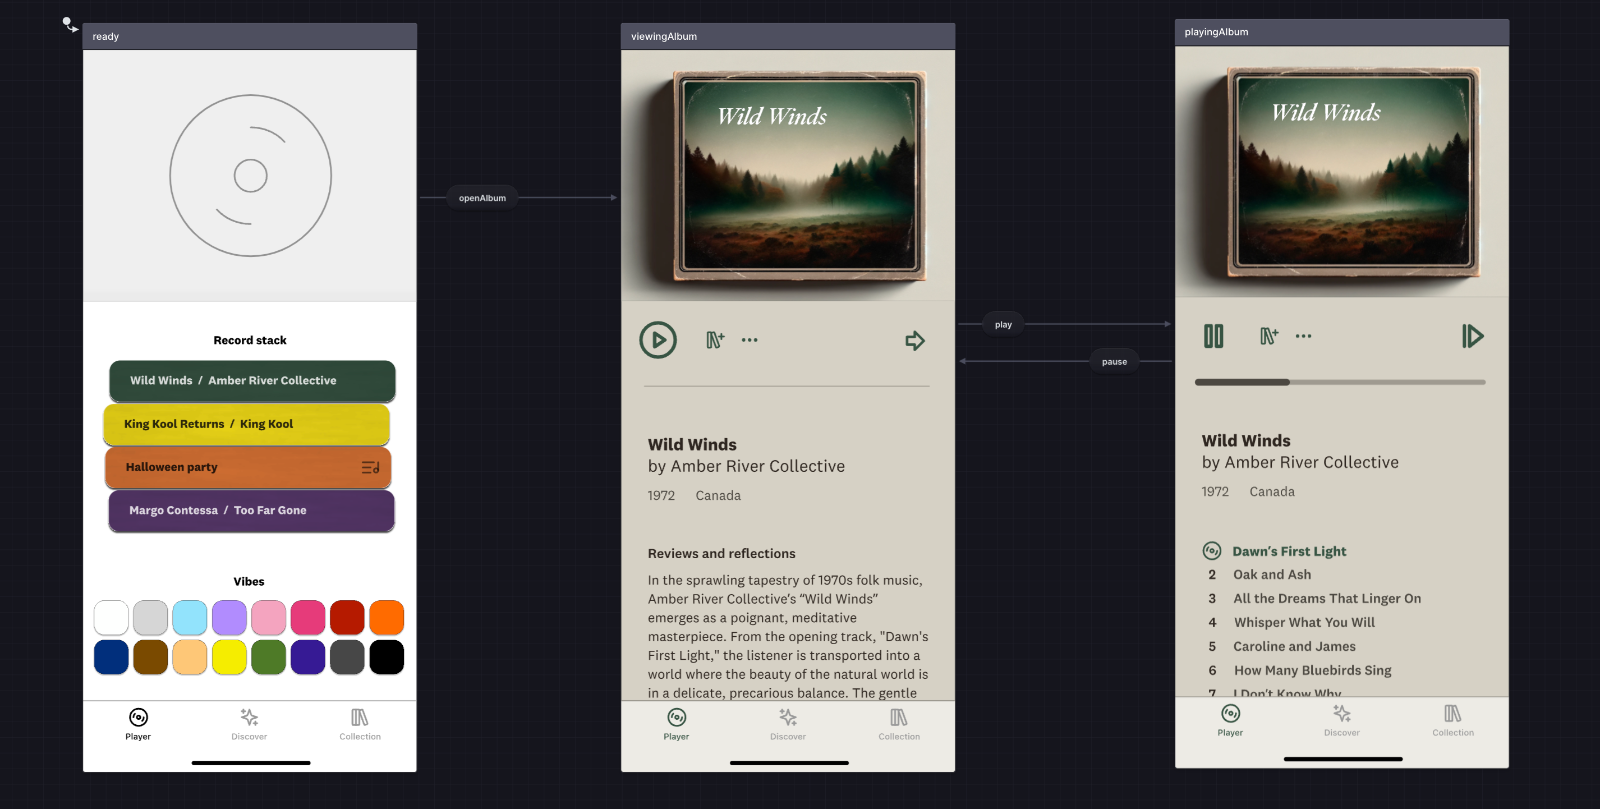 ready
Record stack
Wild Winds / Amber River Collective
King Kool Returns / King Kool
Halloween party
Margo Contessa / Too Far Gone
Vibes
Player
Discover
Collection
openAlbum
viewingAlbum
Wild Winds
Wild Winds
by Amber River Collective
1972 Canada
Reviews and reflections
In the sprawling tapestry of 1970s folk music,
Amber River Collective's "Wild Winds"
emerges as a poignant, meditative
masterpiece. From the opening track, "Dawn's
First Light," the listener is transported into a
world where the beauty of the natural world is
in a delicate, precarious balance. The gentle
Player
Discover
Collection
play
pause
playingAlbum
Wild Winds
Wild Winds
by Amber River Collective
1972 Canada
Dawn's First Light
2 Oak and Ash
3 All the Dreams That Linger On
4 Whisper What You Will
5 Caroline and James
6 How Many Bluebirds Sing
7 I Don't Know Why
Player
Discover
Collection